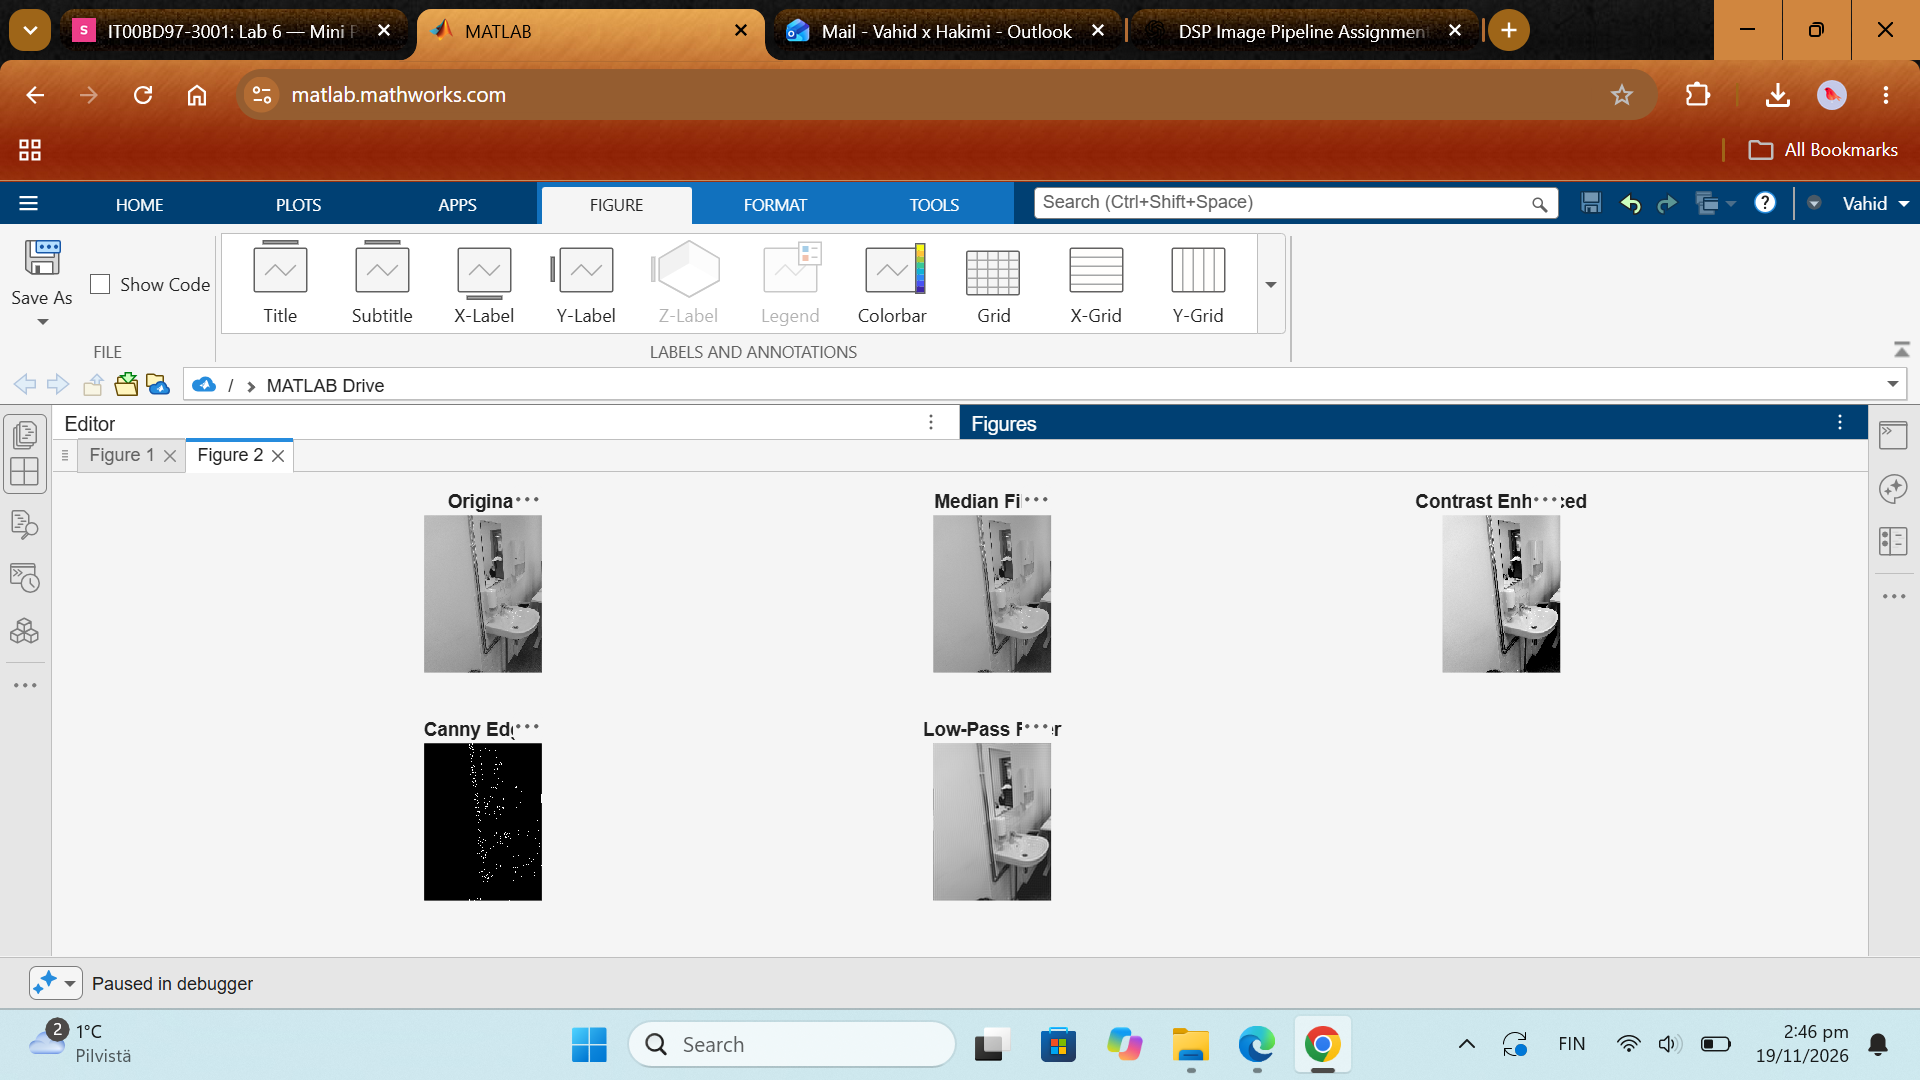 IT00BD97-3001: Lab 6 — Mini
MATLAB
Mail - Vahid x Hakimi - Outlook
DSP Image Pipeline Assignment
matlab.mathworks.com
All Bookmarks
HOME
PLOTS
APPS
FIGURE
FORMAT
TOOLS
Search (Ctrl+Shift+Space)
Vahid
Save As
Show Code
Title
Subtitle
X-Label
Y-Label
Z-Label
Legend
Colorbar
Grid
X-Grid
Y-Grid
FILE
LABELS AND ANNOTATIONS
/ > MATLAB Drive
Editor
Figures
Figure 1
Figure 2
Origina
Median Fi
Contrast Enh ced
Canny Ed
Low-Pass F r
Paused in debugger
2
1°C
Pilvistä
Search
FIN
2:46 pm
19/11/2026